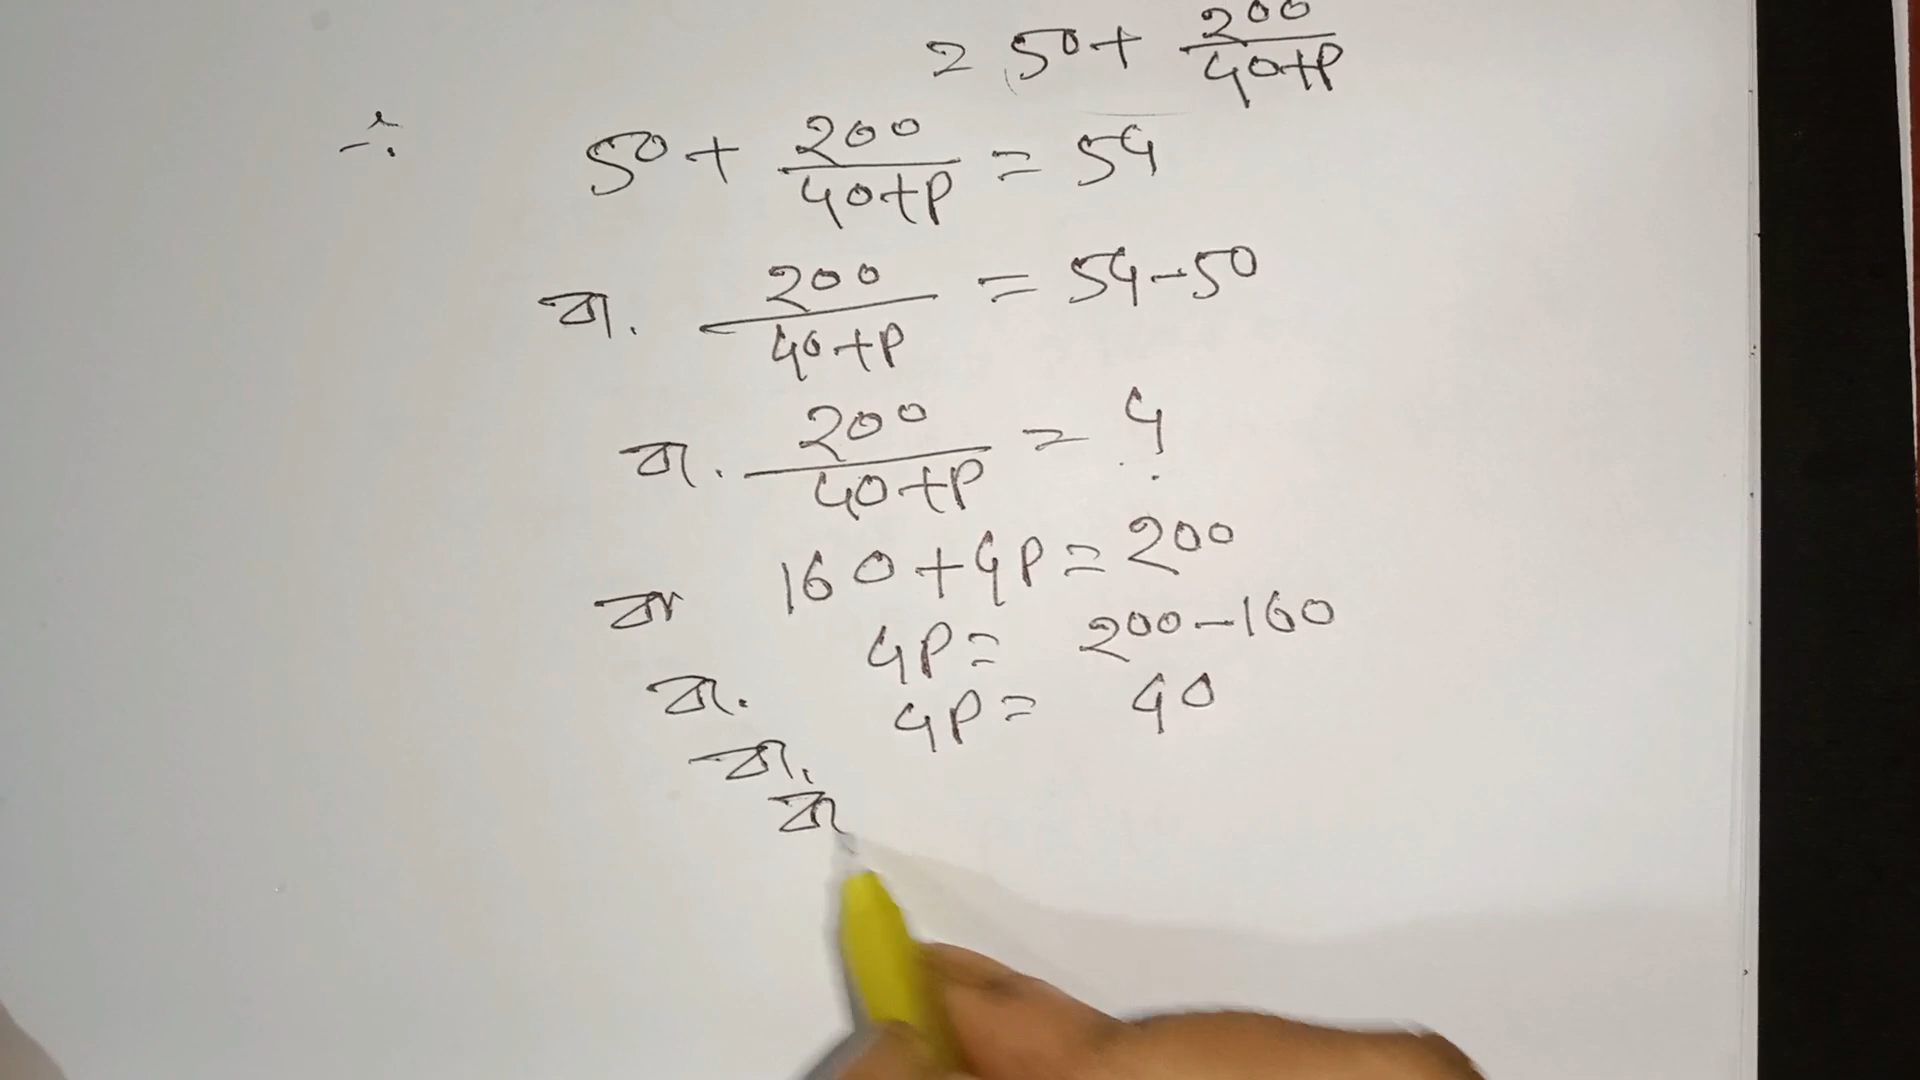 = 50 + 200/(40+P)
∴ 50 + 200/(40+P) = 54
বা. 200/(40+P) = 54-50
বা. 200/(40+P) = 4
বা 160+4P = 200
বা. 4P = 200-160
বা. 4P = 40
বা